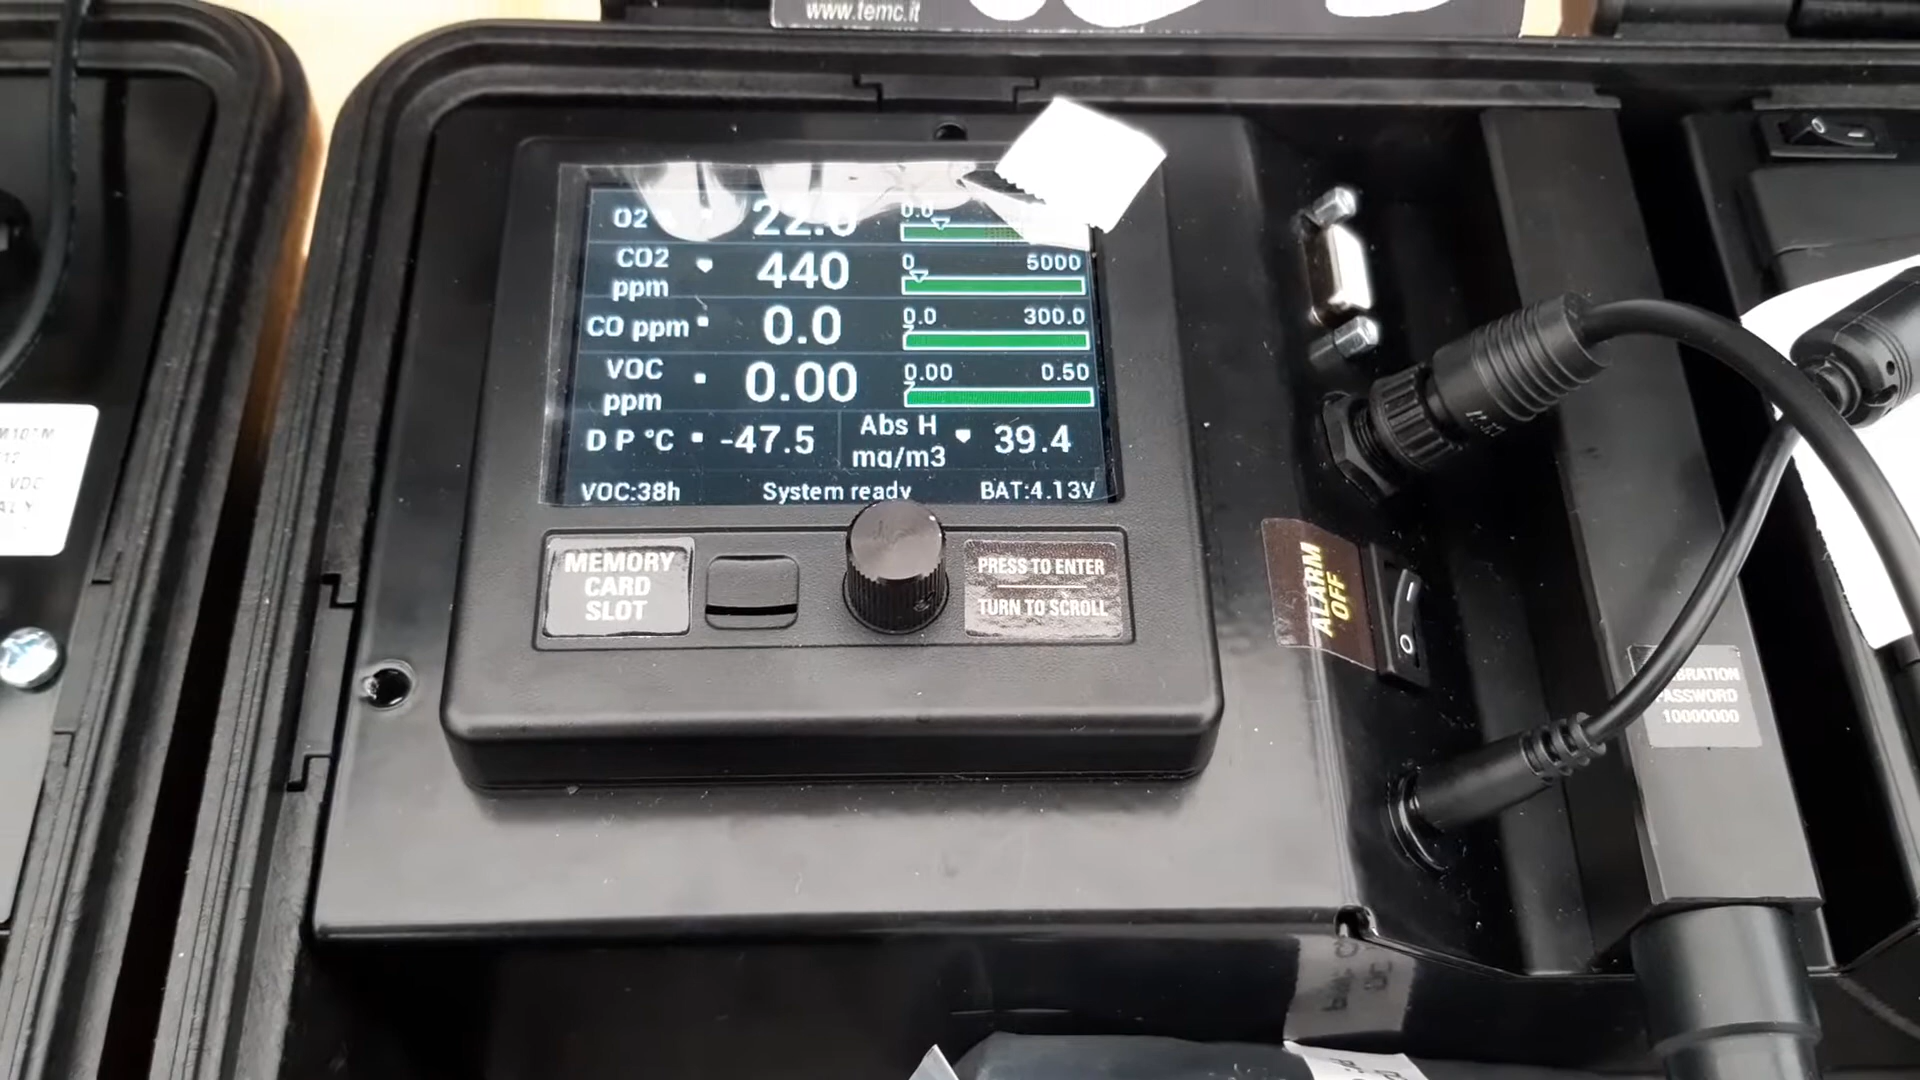 www.femc.it
O2 22.0 0.0
CO2 ppm 440 0 5000
CO ppm 0.0 0.0 300.0
VOC ppm 0.00 0.00 0.50
D P °C -47.5 Abs H mg/m3 39.4
VOC:38h System ready BAT:4.13V
MEMORY
CARD
SLOT
PRESS TO ENTER
TURN TO SCROLL
ALARM
OFF
PASSWORD
10000000
VDC